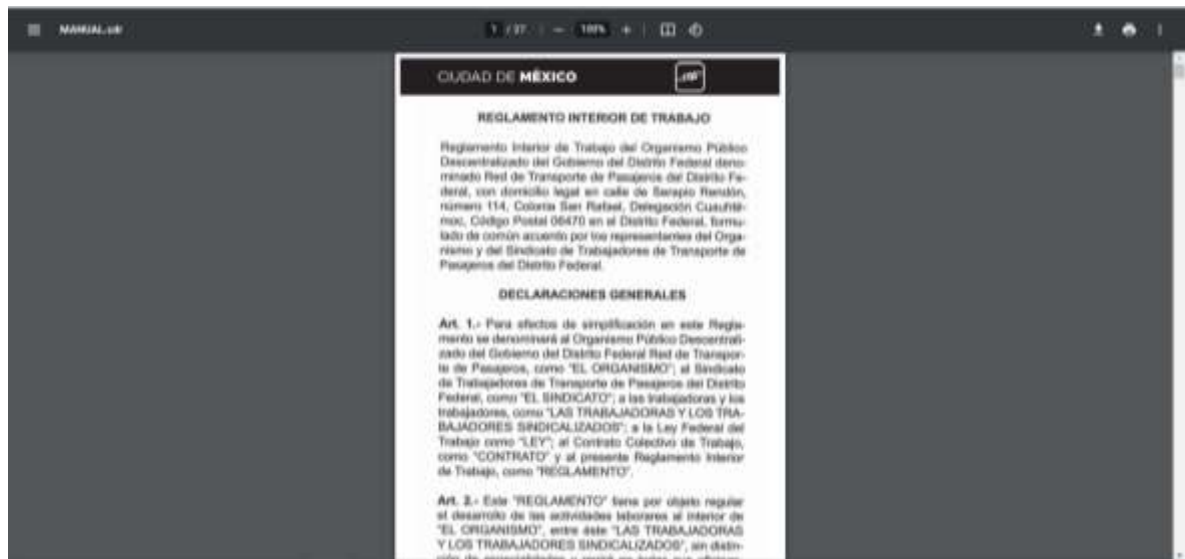 MANUAL.cdr
1 / 27
100%
CIUDAD DE MÉXICO
REGLAMENTO INTERIOR DE TRABAJO
Reglamento Interior de Trabajo del Organismo Público
Descentralizado del Gobierno del Distrito Federal deno-
minado Red de Transporte de Pasajeros del Distrito Fe-
deral, con domicilio legal en calle de Serapio Rendón,
número 114, Colonia San Rafael, Delegación Cuauhté-
moc, Código Postal 06470 en el Distrito Federal, formu-
lado de común acuerdo por los representantes del Orga-
nismo y del Sindicato de Trabajadores de Transporte de
Pasajeros del Distrito Federal.
DECLARACIONES GENERALES
Art. 1.- Para efectos de simplificación en este Regla-
mento se denominará al Organismo Público Descentrali-
zado del Gobierno del Distrito Federal Red de Transpor-
te de Pasajeros, como "EL ORGANISMO"; al Sindicato
de Trabajadores de Transporte de Pasajeros del Distrito
Federal, como "EL SINDICATO"; a las trabajadoras y los
trabajadores, como "LAS TRABAJADORAS Y LOS TRA-
BAJADORES SINDICALIZADOS"; a la Ley Federal del
Trabajo como "LEY"; al Contrato Colectivo de Trabajo,
como "CONTRATO" y al presente Reglamento Interior
de Trabajo, como "REGLAMENTO".
Art. 2.- Este "REGLAMENTO" tiene por objeto regular
el desarrollo de las actividades laborares al interior de
"EL ORGANISMO", entre éste "LAS TRABAJADORAS
Y LOS TRABAJADORES SINDICALIZADOS", sin distin-